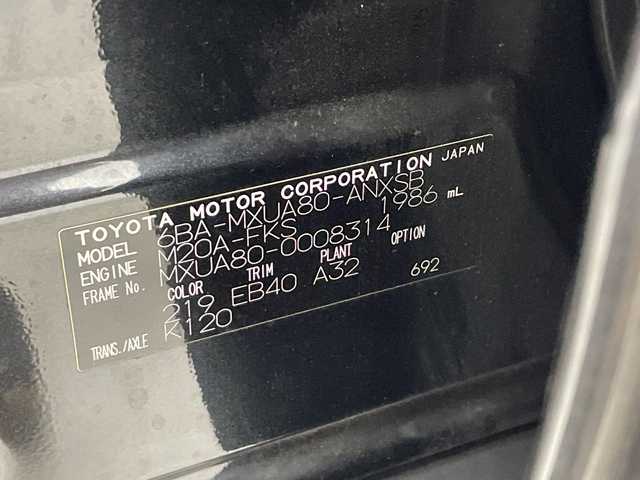 TOYOTA MOTOR CORPORATION JAPAN
MODEL 6BA-MXUA80-ANXSB
ENGINE M20A-FKS 1986 mL
FRAME No. MXUA80-0008314
COLOR TRIM PLANT OPTION
219 EB40 A32 692
TRANS./AXLE K120